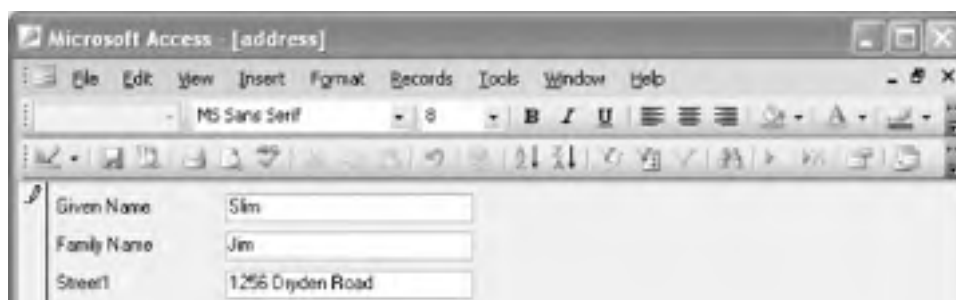 Microsoft Access - [address]
File Edit View Insert Format Records Tools Window Help
MS Sans Serif 8 B I U A
Given Name Slim
Family Name Jim
Street1 1256 Dryden Road